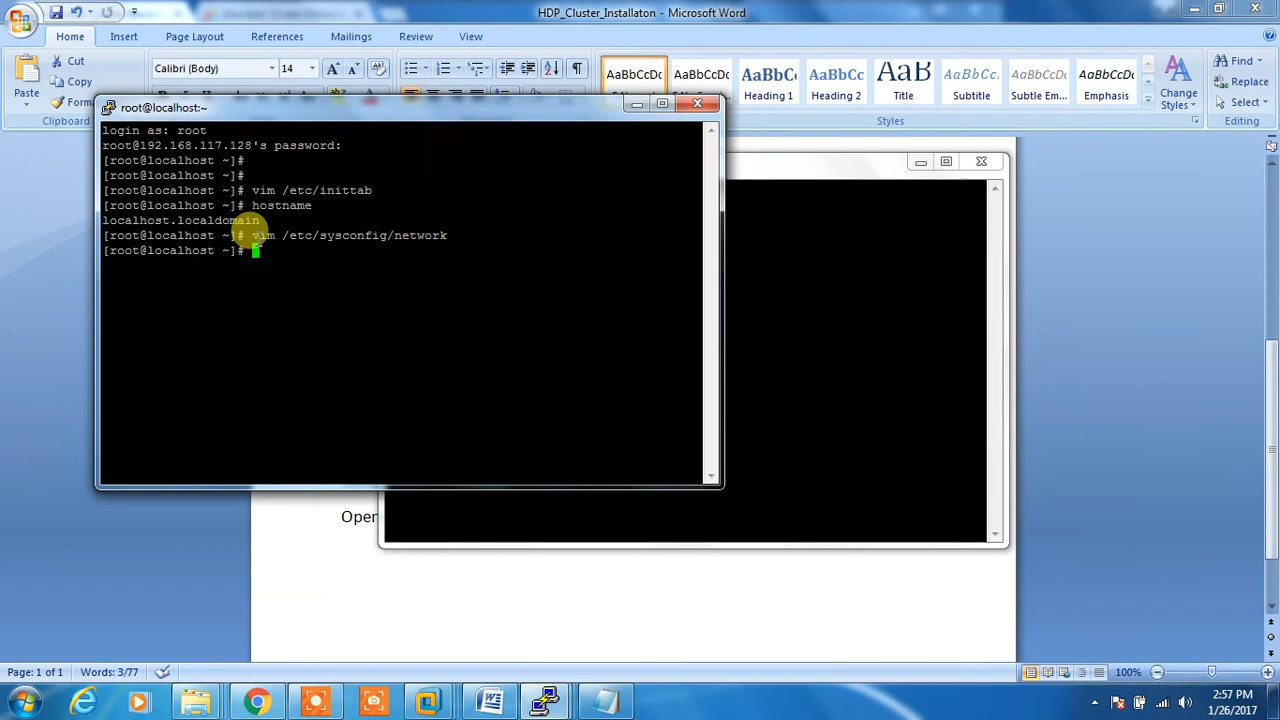 HDP_Cluster_Installaton - Microsoft Word
Home Insert Page Layout References Mailings Review View
Cut
Copy
Paste
Clipboard
Calibri (Body) 14
AaBbCcDc AaBbCcDc AaBbC AaBbCc AaB AaBbCc. AaBbCcDc AaBbCcDc
Heading 1 Heading 2 Title Subtitle Subtle Em... Emphasis
Change Styles
Styles
Find
Replace
Select
Editing
root@localhost:~
login as: root
root@192.168.117.128's password:
[root@localhost ~]#
[root@localhost ~]#
[root@localhost ~]# vim /etc/inittab
[root@localhost ~]# hostname
localhost.localdomain
[root@localhost ~]# vim /etc/sysconfig/network
[root@localhost ~]#
Open
Page: 1 of 1 Words: 3/77 100%
2:57 PM
1/26/2017